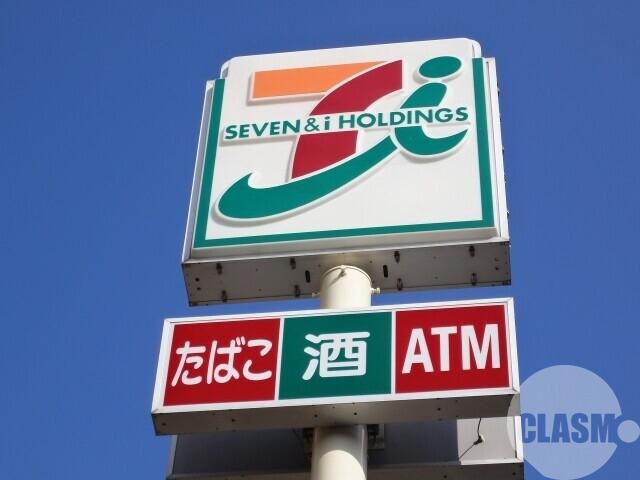 SEVEN & i HOLDINGS
たばこ 酒 ATM
CLASM